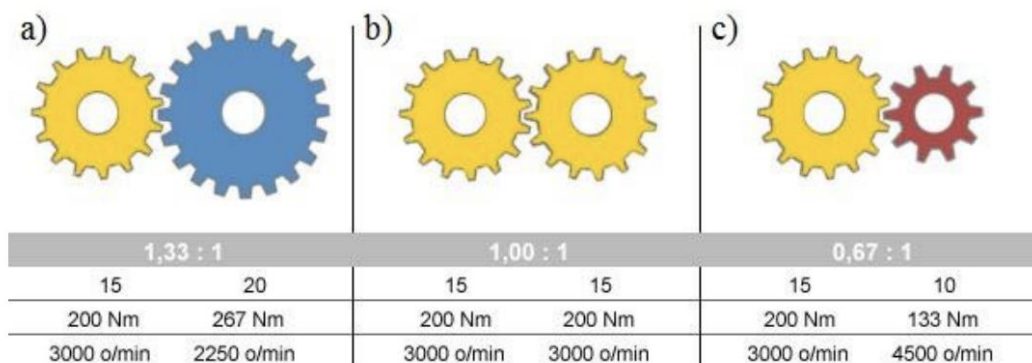 a) b) c)
1,33 : 1 1,00 : 1 0,67 : 1
15 20 15 15 15 10
200 Nm 267 Nm 200 Nm 200 Nm 200 Nm 133 Nm
3000 o/min 2250 o/min 3000 o/min 3000 o/min 3000 o/min 4500 o/min